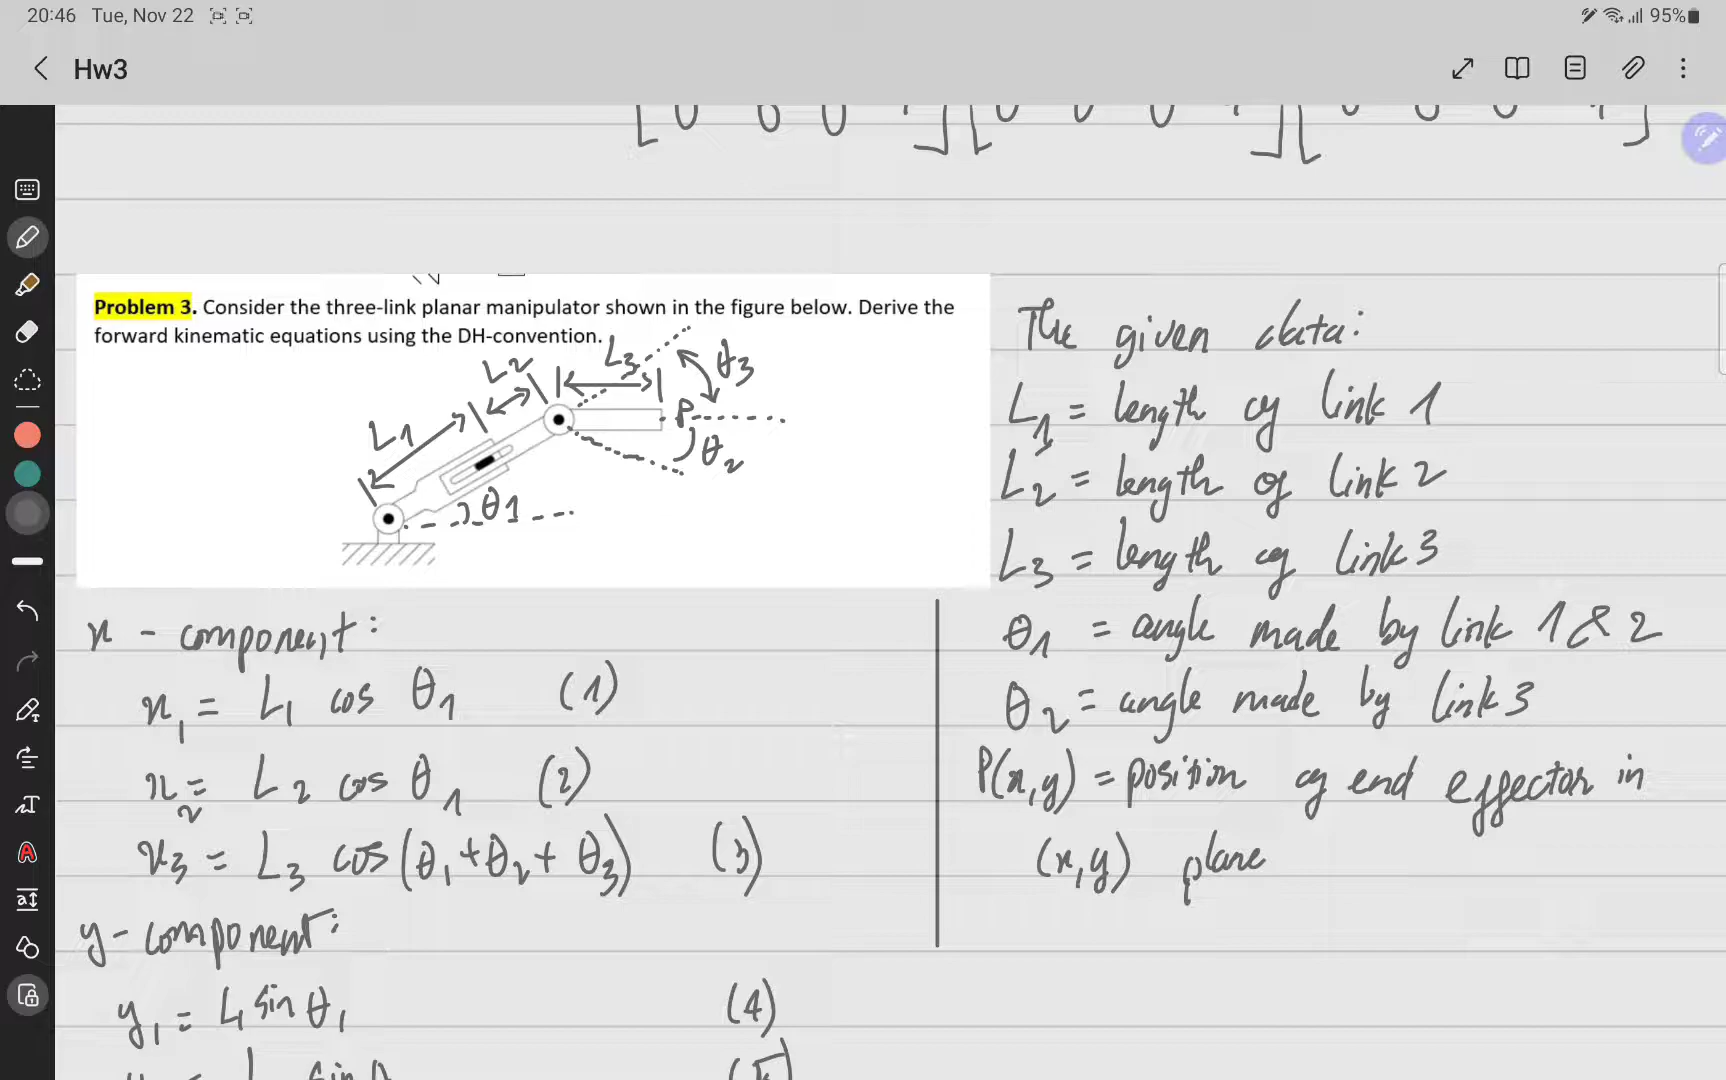 20:46 Tue, Nov 22
95%
Hw3
Problem 3. Consider the three-link planar manipulator shown in the figure below. Derive the
forward kinematic equations using the DH-convention.
L1
L2
L3
θ3
P
θ2
θ1
The given data:
L1 = length of link 1
L2 = length of link 2
L3 = length of link 3
θ1 = angle made by link 1 & 2
θ2 = angle made by link 3
P(x,y) = position of end effector in
(x,y) plane
x - component:
x1 = L1 cos θ1 (1)
x2 = L2 cos θ1 (2)
x3 = L3 cos(θ1+θ2+θ3) (3)
y - component:
y1 = L1 sin θ1 (4)